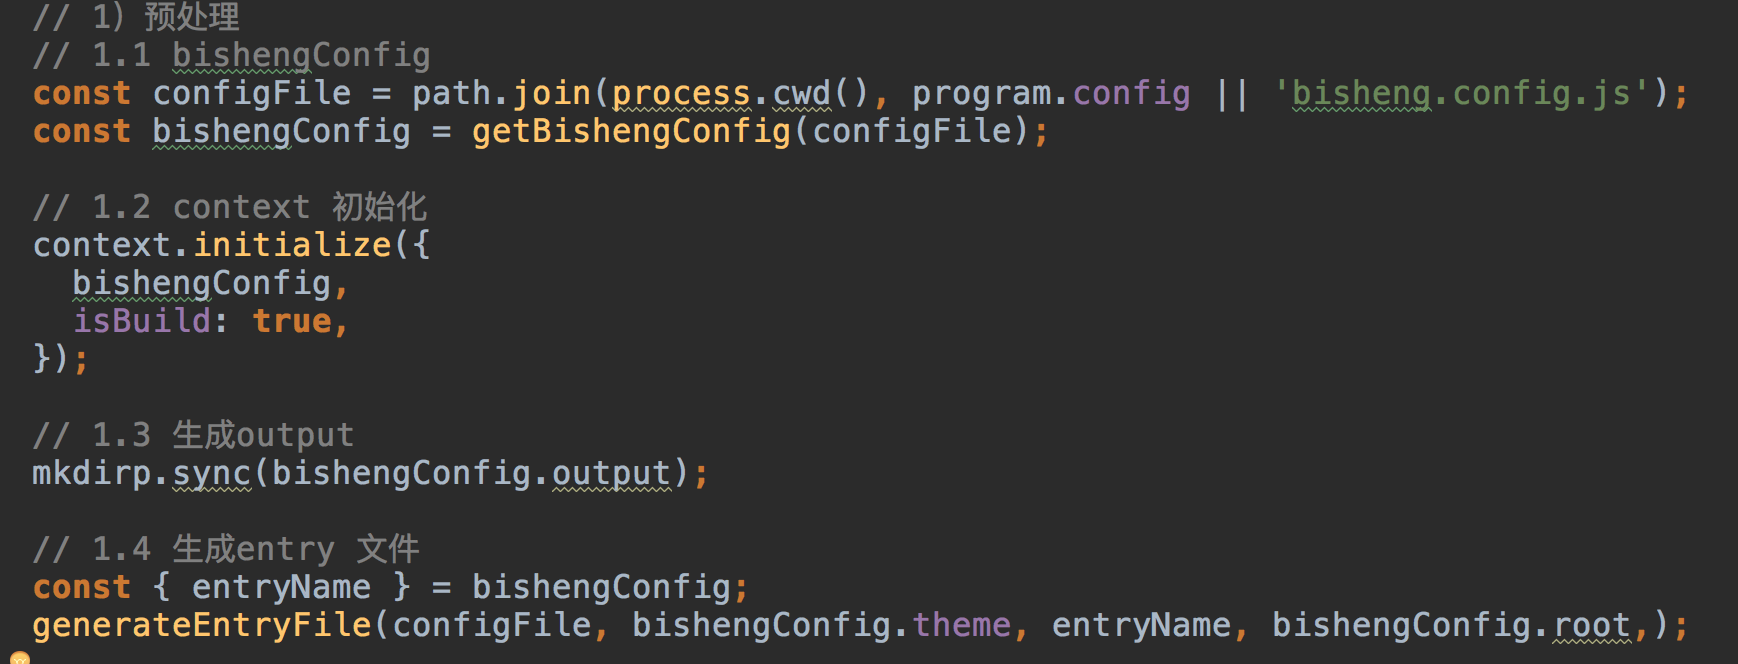 // 1) 预处理
// 1.1 bishengConfig
const configFile = path.join(process.cwd(), program.config || 'bisheng.config.js');
const bishengConfig = getBishengConfig(configFile);
// 1.2 context 初始化
context.initialize({
  bishengConfig,
  isBuild: true,
});
// 1.3 生成output
mkdirp.sync(bishengConfig.output);
// 1.4 生成entry 文件
const { entryName } = bishengConfig;
generateEntryFile(configFile, bishengConfig.theme, entryName, bishengConfig.root,);